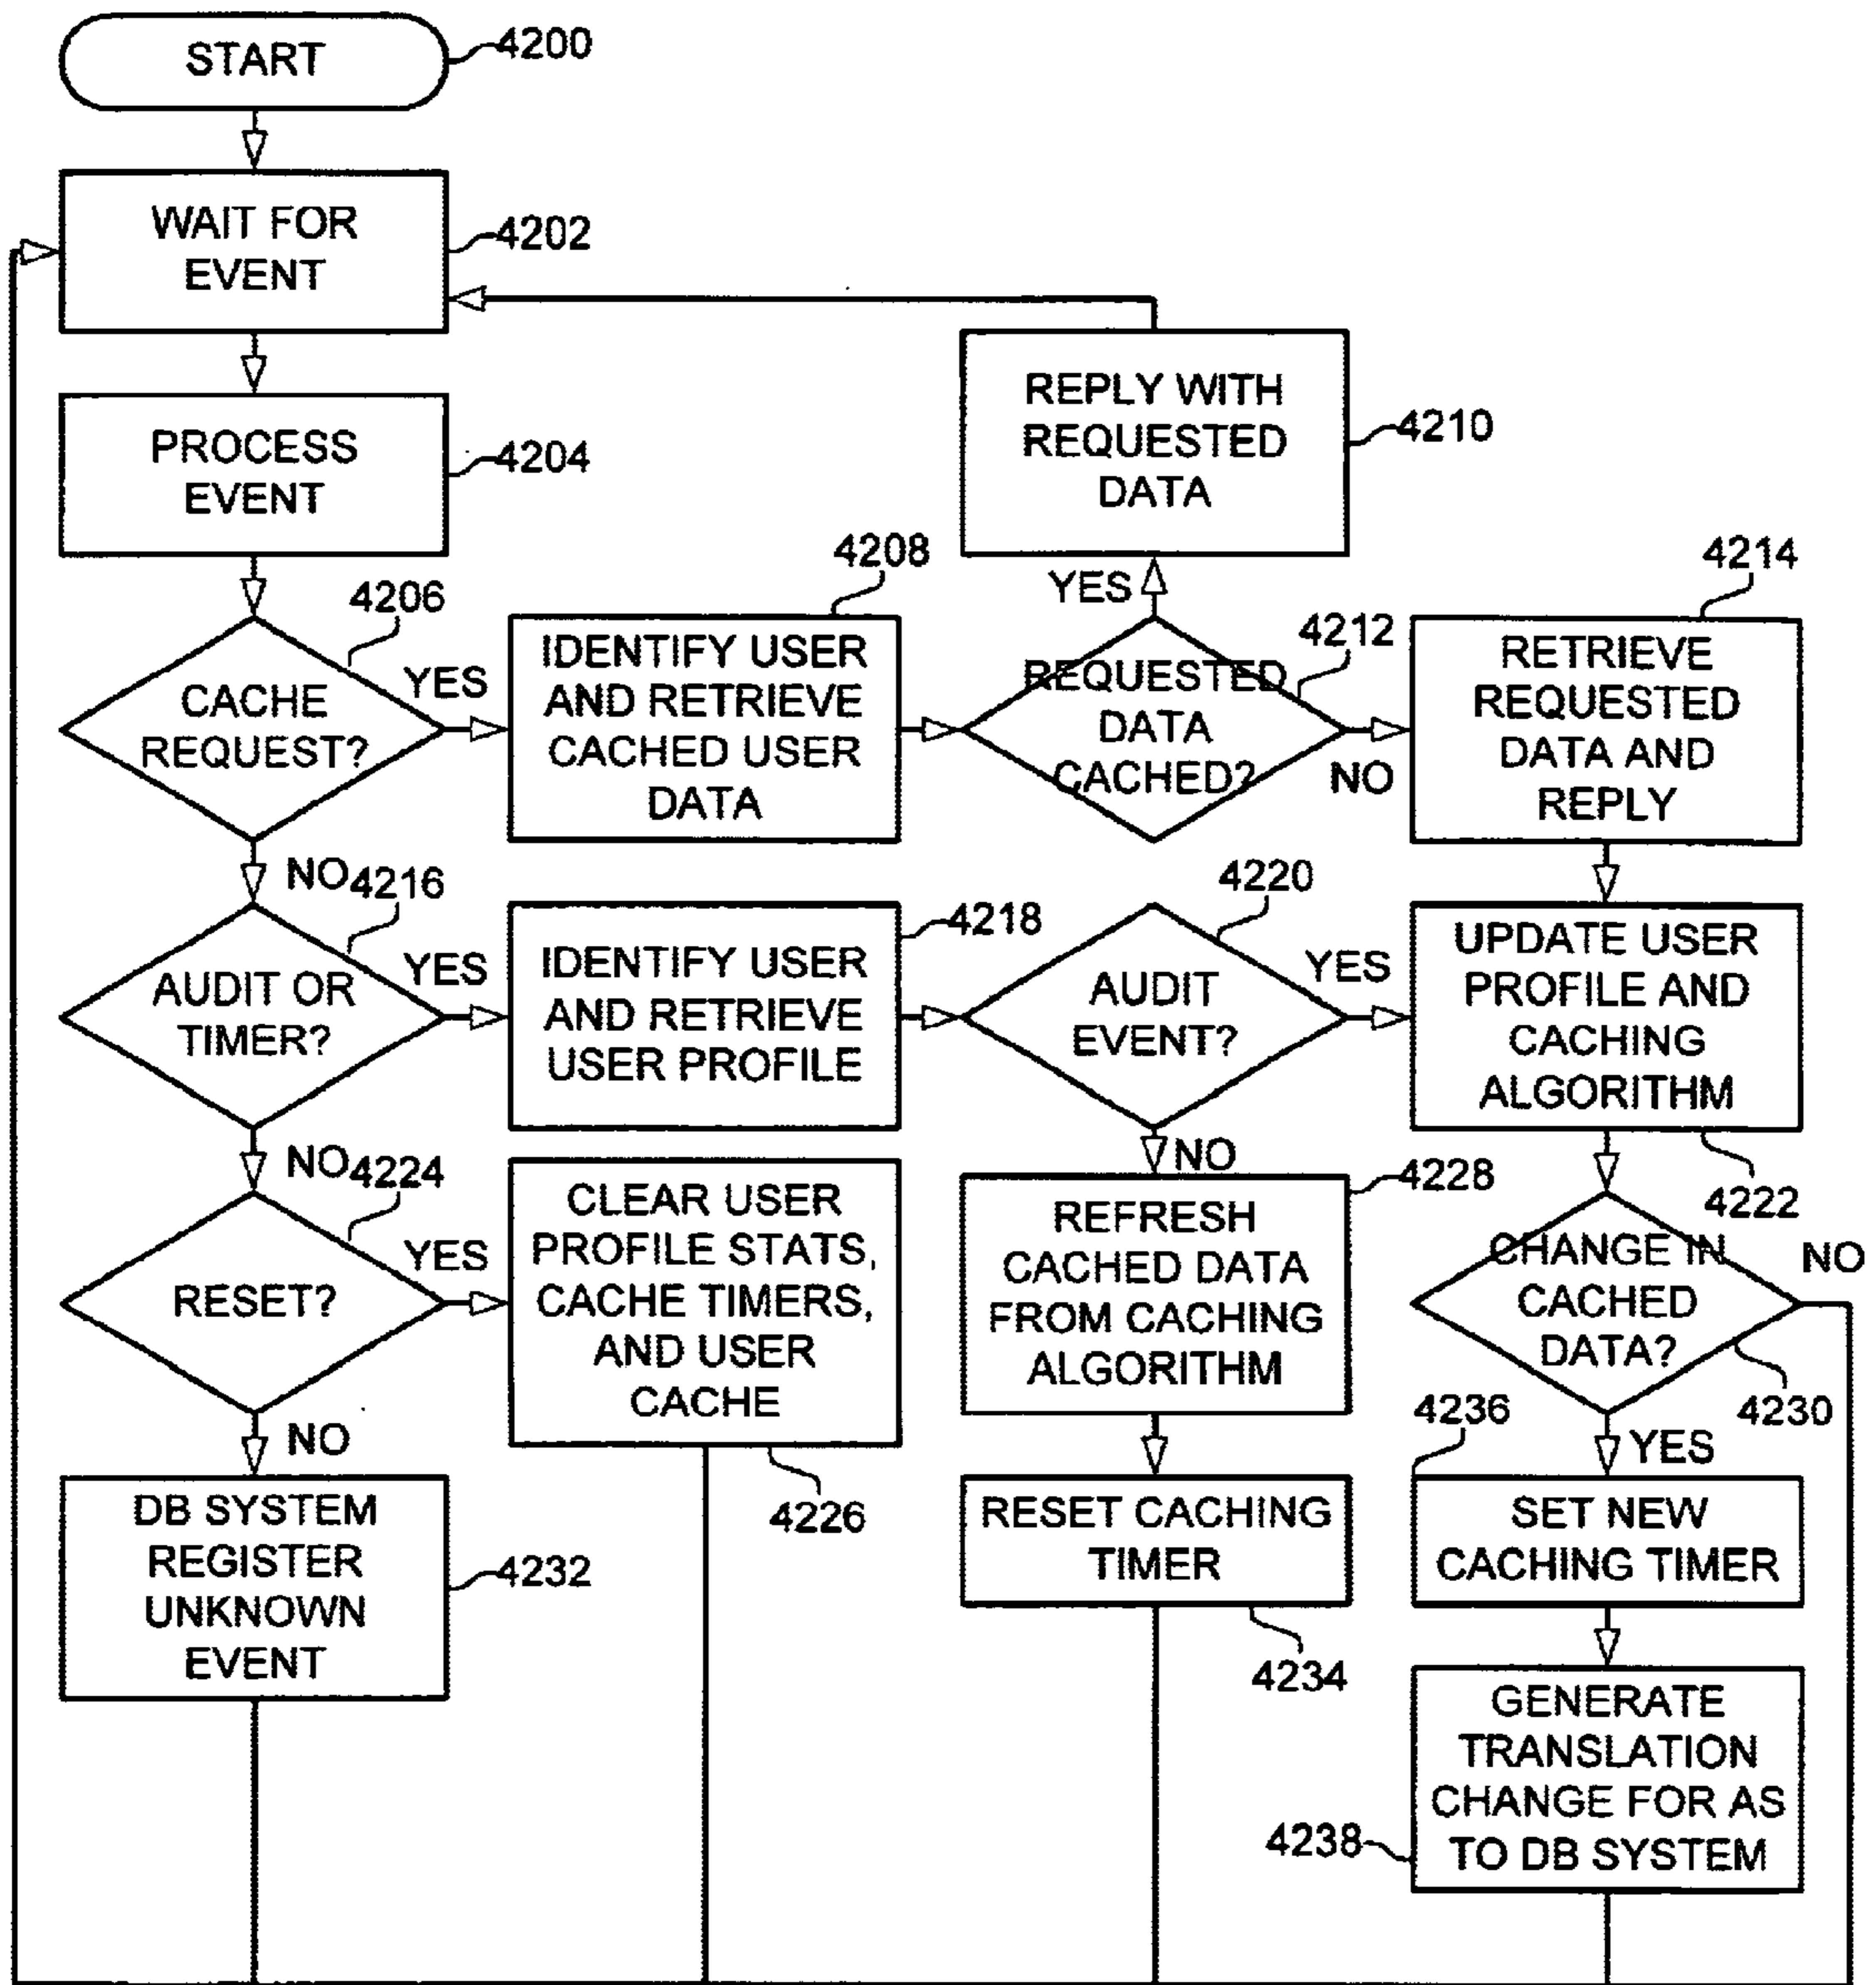 START
4200
WAIT FOR
EVENT
4202
PROCESS
EVENT
4204
REPLY WITH
REQUESTED
DATA
4210
4206
CACHE
REQUEST?
YES
NO
4208
IDENTIFY USER
AND RETRIEVE
CACHED USER
DATA
YES
4212
REQUESTED
DATA
CACHED?
NO
4214
RETRIEVE
REQUESTED
DATA AND
REPLY
4216
AUDIT OR
TIMER?
YES
NO
4218
IDENTIFY USER
AND RETRIEVE
USER PROFILE
4220
AUDIT
EVENT?
YES
NO
UPDATE USER
PROFILE AND
CACHING
ALGORITHM
4222
4224
RESET?
YES
NO
CLEAR USER
PROFILE STATS,
CACHE TIMERS,
AND USER
CACHE
4226
4228
REFRESH
CACHED DATA
FROM CACHING
ALGORITHM
CHANGE IN
CACHED
DATA?
NO
4230
YES
4232
DB SYSTEM
REGISTER
UNKNOWN
EVENT
RESET CACHING
TIMER
4234
4236
SET NEW
CACHING TIMER
GENERATE
TRANSLATION
CHANGE FOR AS
TO DB SYSTEM
4238